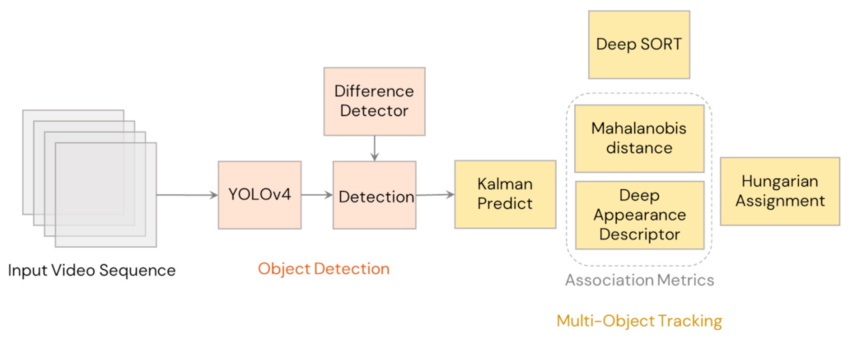 Deep SORT
Difference
Detector
Mahalanobis
distance
YOLOv4
Detection
Kalman
Predict
Deep
Appearance
Descriptor
Hungarian
Assignment
Input Video Sequence
Object Detection
Association Metrics
Multi-Object Tracking